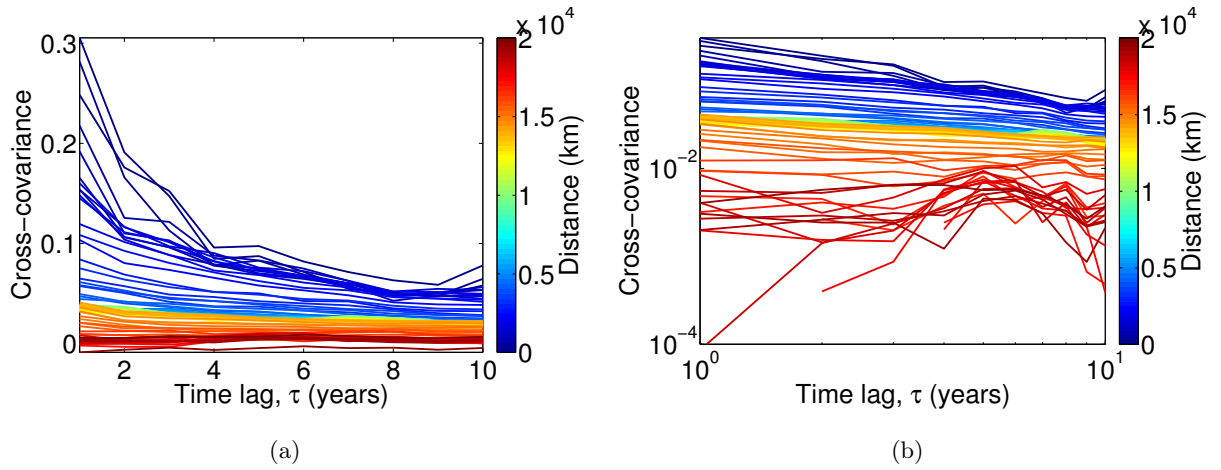 x 10^4
0.3
0.2
0.1
0
Cross−covariance
2 4 6 8 10
Time lag, τ (years)
2
1.5
1
0.5
0
Distance (km)
(a)
x 10^4
10^−2
10^−4
Cross−covariance
10^0 10^1
Time lag, τ (years)
2
1.5
1
0.5
0
Distance (km)
(b)